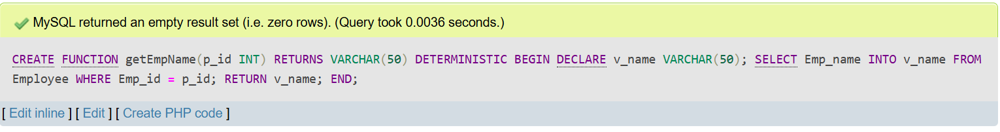 MySQL returned an empty result set (i.e. zero rows). (Query took 0.0036 seconds.)
CREATE FUNCTION getEmpName(p_id INT) RETURNS VARCHAR(50) DETERMINISTIC BEGIN DECLARE v_name VARCHAR(50); SELECT Emp_name INTO v_name FROM
Employee WHERE Emp_id = p_id; RETURN v_name; END;
[ Edit inline ] [ Edit ] [ Create PHP code ]